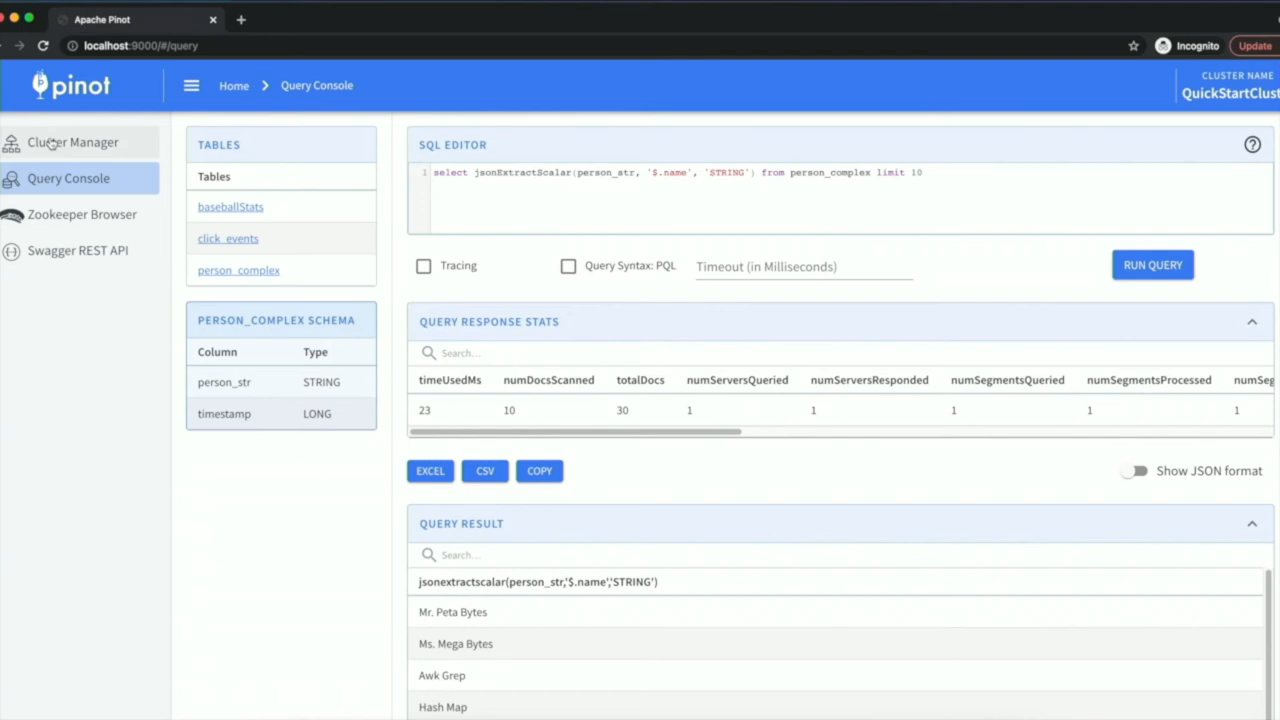 Apache Pinot
localhost:9000/#/query
Incognito
Update
pinot
Home
Query Console
CLUSTER NAME
QuickStartClust
Cluster Manager
Query Console
Zookeeper Browser
Swagger REST API
TABLES
Tables
baseballStats
click_events
person_complex
PERSON_COMPLEX SCHEMA
Column Type
person_str STRING
timestamp LONG
SQL EDITOR
1 select jsonExtractScalar(person_str, '$.name', 'STRING') from person_complex limit 10
Tracing
Query Syntax: PQL
Timeout (in Milliseconds)
RUN QUERY
QUERY RESPONSE STATS
Search...
timeUsedMs numDocsScanned totalDocs numServersQueried numServersResponded numSegmentsQueried numSegmentsProcessed numSeg
23 10 30 1 1 1 1 1
EXCEL
CSV
COPY
Show JSON format
QUERY RESULT
Search...
jsonextractscalar(person_str,'$.name','STRING')
Mr. Peta Bytes
Ms. Mega Bytes
Awk Grep
Hash Map